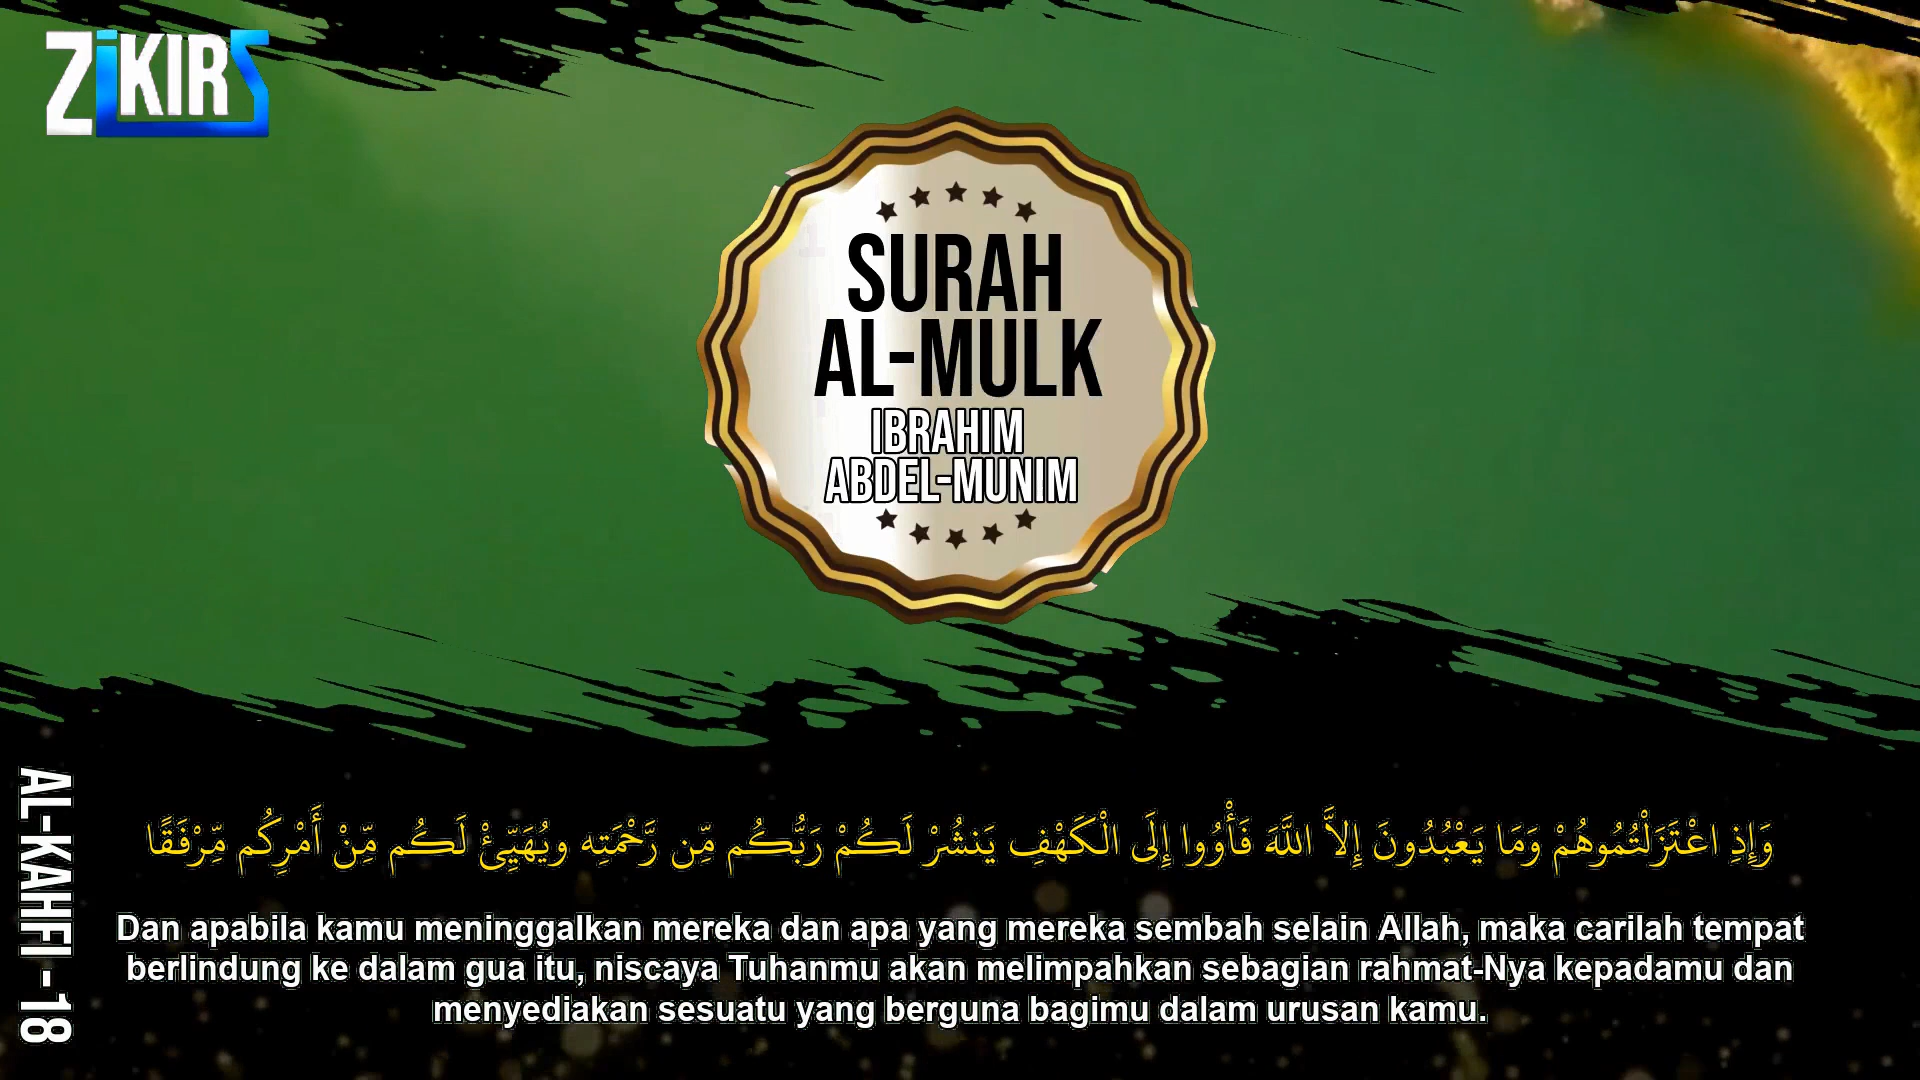 ZiKIRS
SURAH
AL-MULK
IBRAHIM
ABDEL-MUNIM
AL-KAHFI - 18
وَإِذِ اعْتَزَلْتُمُوهُمْ وَمَا يَعْبُدُونَ إِلاَّ اللَّهَ فَأْوُوا إِلَى الْكَهْفِ يَنشُرْ لَكُمْ رَبُّكُم مِّن رَّحْمَتِه ويُهَيِّئْ لَكُم مِّنْ أَمْرِكُم مِّرْفَقًا
Dan apabila kamu meninggalkan mereka dan apa yang mereka sembah selain Allah, maka carilah tempat
berlindung ke dalam gua itu, niscaya Tuhanmu akan melimpahkan sebagian rahmat-Nya kepadamu dan
menyediakan sesuatu yang berguna bagimu dalam urusan kamu.